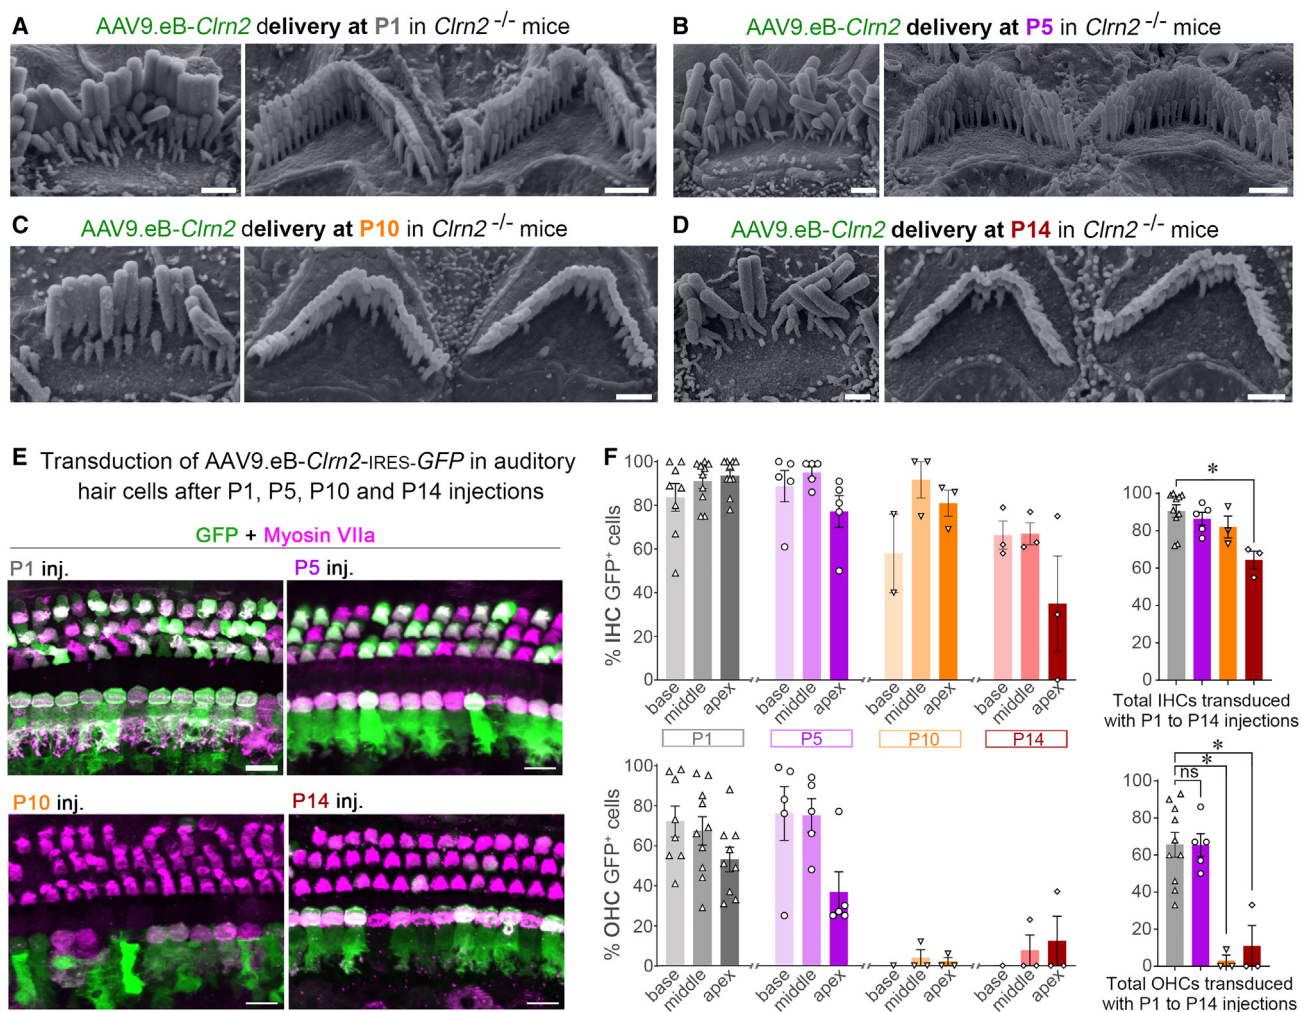 A AAV9.eB-Clrn2 delivery at P1 in Clrn2 -/- mice
B AAV9.eB-Clrn2 delivery at P5 in Clrn2 -/- mice
C AAV9.eB-Clrn2 delivery at P10 in Clrn2 -/- mice
D AAV9.eB-Clrn2 delivery at P14 in Clrn2 -/- mice
E Transduction of AAV9.eB-Clrn2-IRES-GFP in auditory
hair cells after P1, P5, P10 and P14 injections
GFP + Myosin VIIa
P1 inj.
P5 inj.
P10 inj.
P14 inj.
F
% IHC GFP+ cells
100
80
60
40
20
0
base middle apex base middle apex base middle apex base middle apex
P1 P5 P10 P14
*
100
80
60
40
20
0
Total IHCs transduced
with P1 to P14 injections
% OHC GFP+ cells
100
80
60
40
20
0
base middle apex base middle apex base middle apex base middle apex
*
*
ns
100
80
60
40
20
0
Total OHCs transduced
with P1 to P14 injections